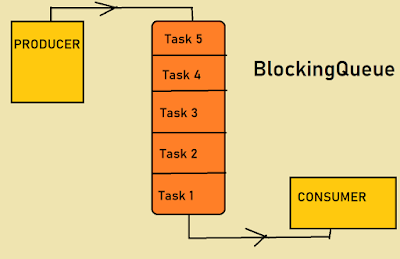 PRODUCER
Task 5
Task 4
Task 3
Task 2
Task 1
BlockingQueue
CONSUMER